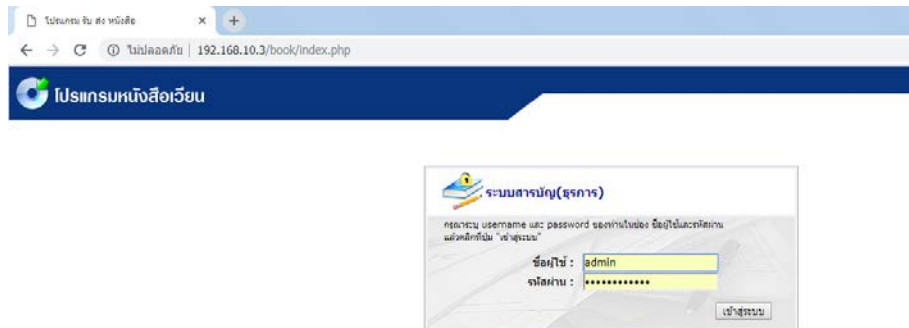 โปรแกรม รับ ส่ง หนังสือ
ไม่ปลอดภัย | 192.168.10.3/book/index.php
โปรแกรมหนังสือเวียน
ระบบสารบัญ(ธุรการ)
กรุณาระบุ username และ password ของท่านในช่อง ชื่อผู้ใช้และรหัสผ่าน
แล้วคลิกที่ปุ่ม "เข้าสู่ระบบ"
ชื่อผู้ใช้ : admin
รหัสผ่าน : ••••••••••••
เข้าสู่ระบบ